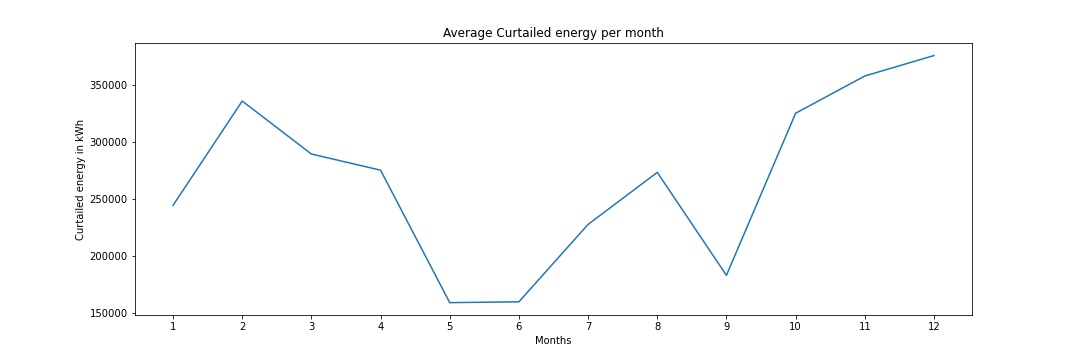 Average Curtailed energy per month
Curtailed energy in kWh
350000
300000
250000
200000
150000
1 2 3 4 5 6 7 8 9 10 11 12
Months